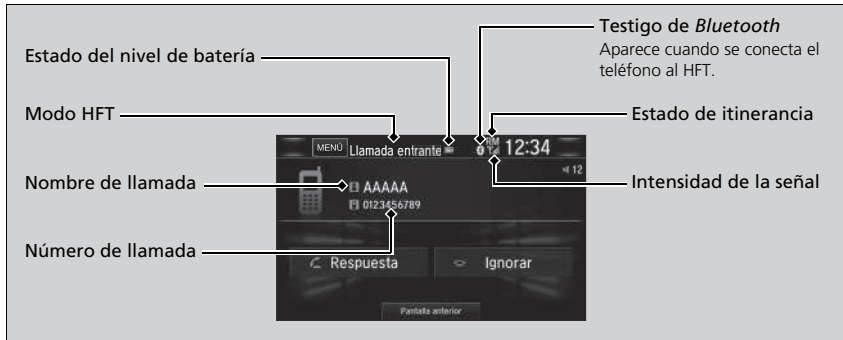 Testigo de Bluetooth
Aparece cuando se conecta el
teléfono al HFT.
Estado del nivel de batería
Modo HFT
Estado de itinerancia
Nombre de llamada
Intensidad de la señal
Número de llamada
MENÚ Llamada entrante RM 12:34
12
AAAAA
0123456789
Respuesta Ignorar
Pantalla anterior